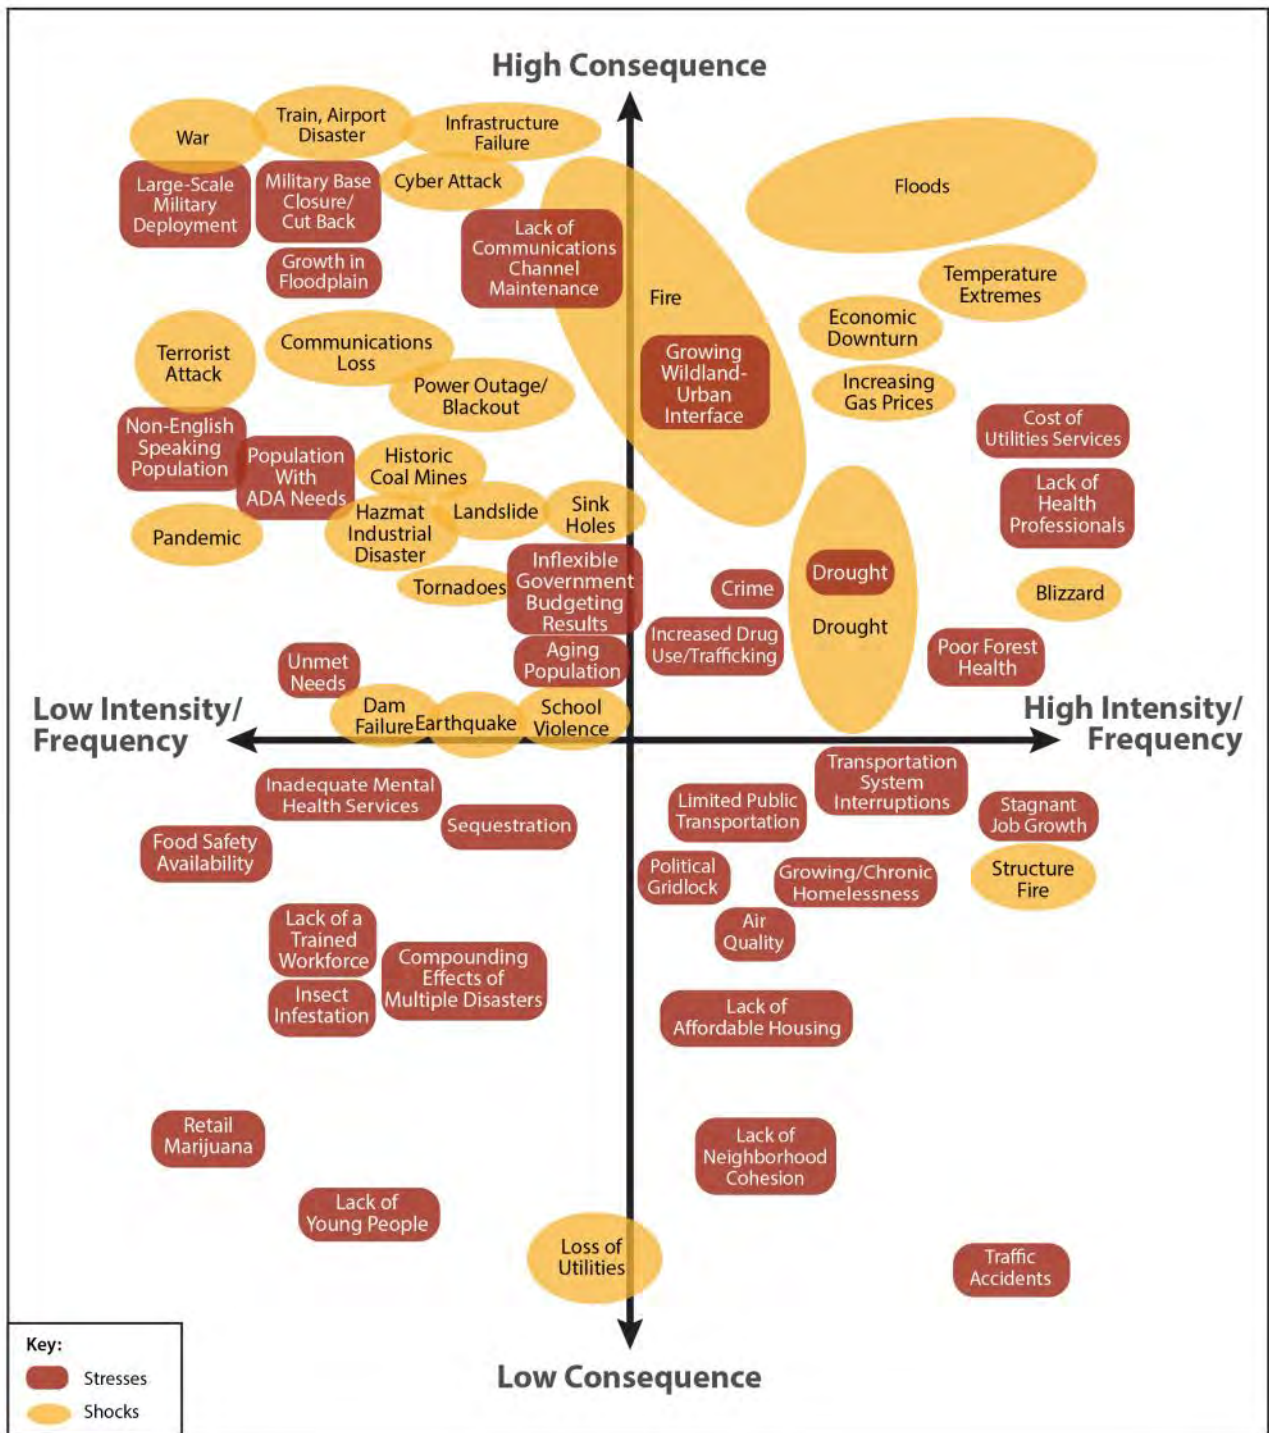 High Consequence
War
Train, Airport
Disaster
Infrastructure
Failure
Large-Scale
Military
Deployment
Military Base
Closure/
Cut Back
Cyber Attack
Floods
Growth in
Floodplain
Lack of
Communications
Channel
Maintenance
Fire
Temperature
Extremes
Economic
Downturn
Terrorist
Attack
Communications
Loss
Power Outage/
Blackout
Growing
Wildland-
Urban
Interface
Increasing
Gas Prices
Cost of
Utilities Services
Non-English
Speaking
Population
Population
With
ADA Needs
Historic
Coal Mines
Lack of
Health
Professionals
Pandemic
Hazmat
Industrial
Disaster
Landslide
Sink
Holes
Tornadoes
Inflexible
Government
Budgeting
Results
Crime
Drought
Drought
Blizzard
Increased Drug
Use/Trafficking
Poor Forest
Health
Unmet
Needs
Aging
Population
Low Intensity/
Frequency
Dam
Failure
Earthquake
School
Violence
High Intensity/
Frequency
Inadequate Mental
Health Services
Sequestration
Food Safety
Availability
Limited Public
Transportation
Transportation
System
Interruptions
Stagnant
Job Growth
Political
Gridlock
Growing/Chronic
Homelessness
Structure
Fire
Air
Quality
Lack of a
Trained
Workforce
Compounding
Effects of
Multiple Disasters
Insect
Infestation
Lack of
Affordable Housing
Retail
Marijuana
Lack of
Neighborhood
Cohesion
Lack of
Young People
Loss of
Utilities
Traffic
Accidents
Low Consequence
Key:
Stresses
Shocks